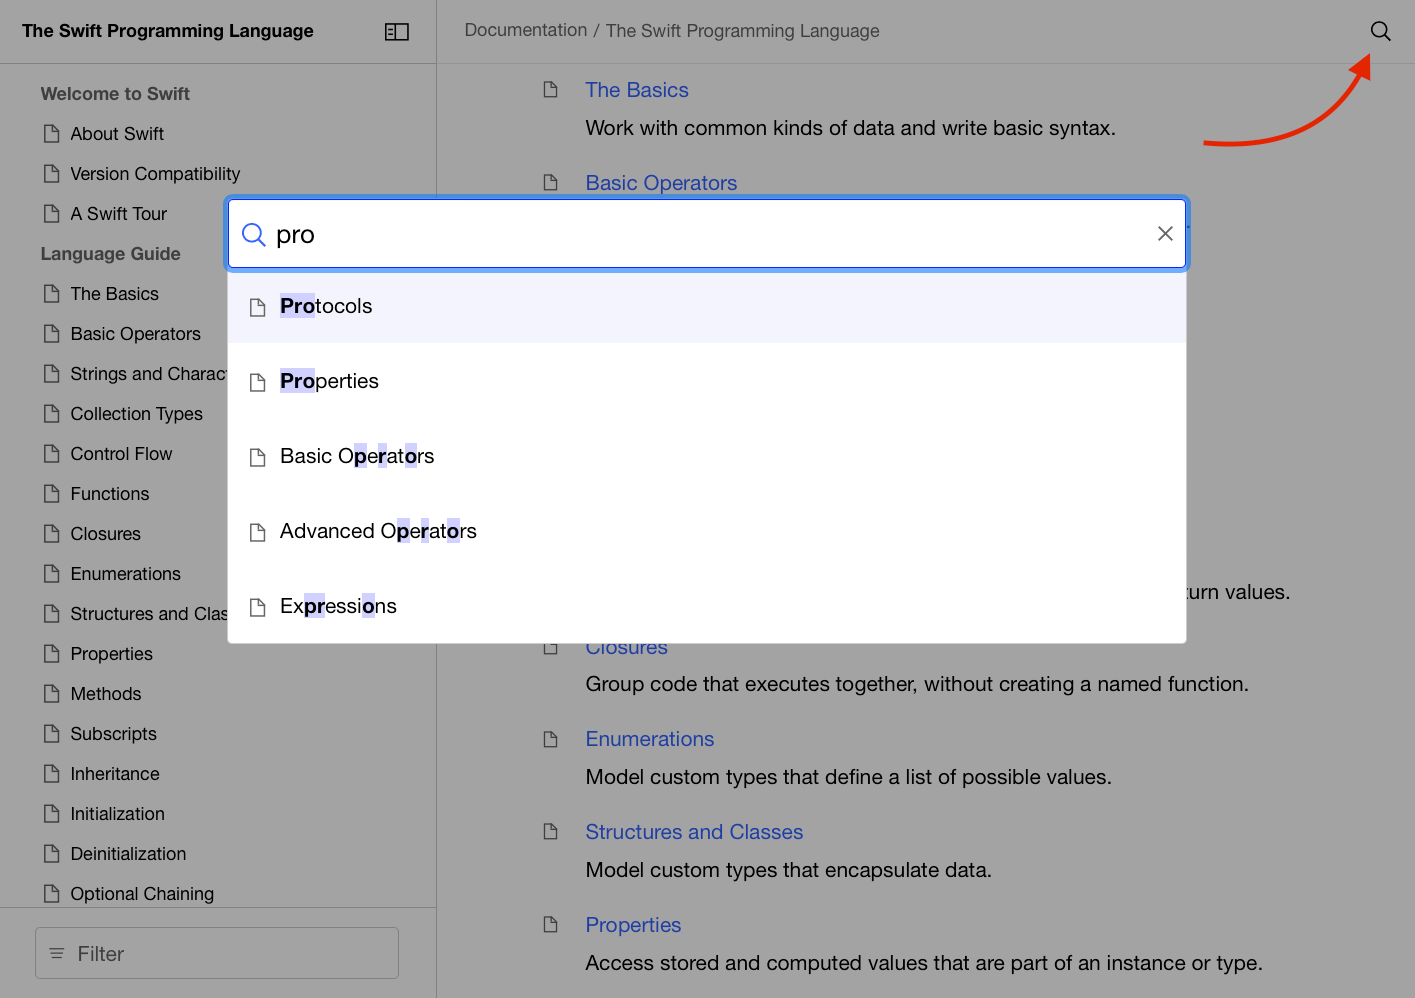 The Swift Programming Language
Documentation / The Swift Programming Language
Welcome to Swift
About Swift
Version Compatibility
A Swift Tour
Language Guide
The Basics
Basic Operators
Strings and Charac
Collection Types
Control Flow
Functions
Closures
Enumerations
Structures and Clas
Properties
Methods
Subscripts
Inheritance
Initialization
Deinitialization
Optional Chaining
Filter
The Basics
Work with common kinds of data and write basic syntax.
Basic Operators
pro
Protocols
Properties
Basic Operators
Advanced Operators
Expressions
turn values.
Closures
Group code that executes together, without creating a named function.
Enumerations
Model custom types that define a list of possible values.
Structures and Classes
Model custom types that encapsulate data.
Properties
Access stored and computed values that are part of an instance or type.